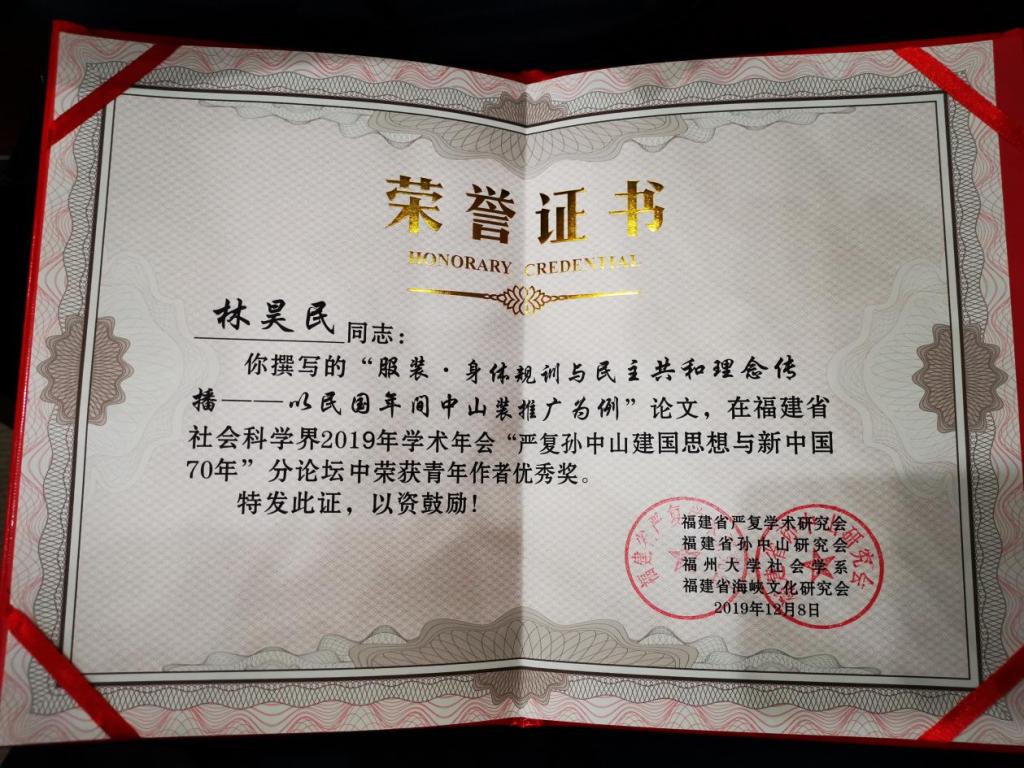 荣誉证书
HONORARY CREDENTIAL
林昊民同志：
你撰写的“服装·身体规训与民主共和理念传
播——以民国年间中山装推广为例”论文，在福建省
社会科学界2019年学术年会“严复孙中山建国思想与新中国
70年”分论坛中荣获青年作者优秀奖。
特发此证，以资鼓励！
福建省严复学术研究会
福建省孙中山研究会
福州大学社会学系
福建省海峡文化研究会
2019年12月8日